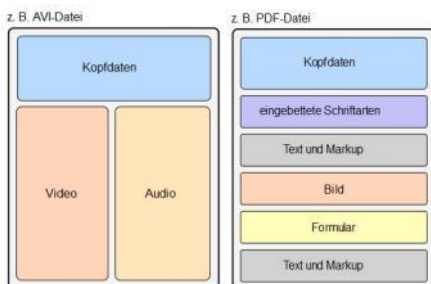 z. B. AVI-Datei
Kopfdaten
Video
Audio
z. B. PDF-Datei
Kopfdaten
eingebettete Schriftarten
Text und Markup
Bild
Formular
Text und Markup